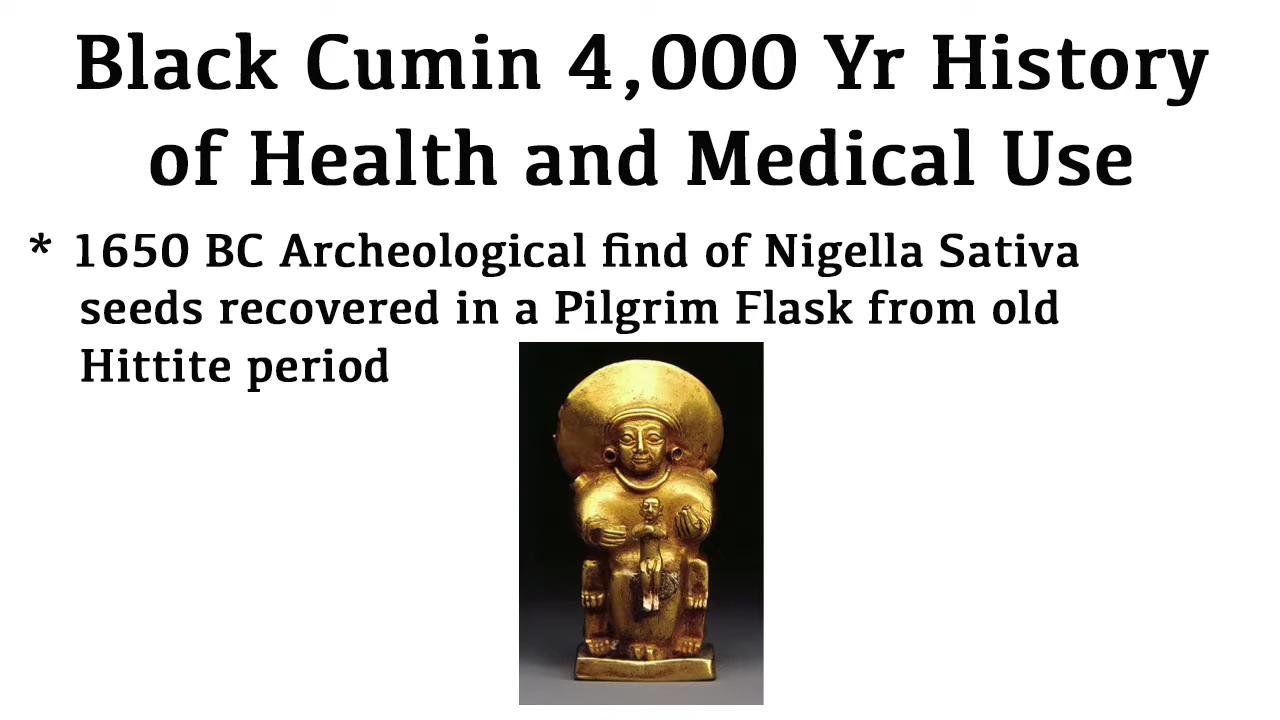 Black Cumin 4,000 Yr History
of Health and Medical Use
* 1650 BC Archeological find of Nigella Sativa
seeds recovered in a Pilgrim Flask from old
Hittite period